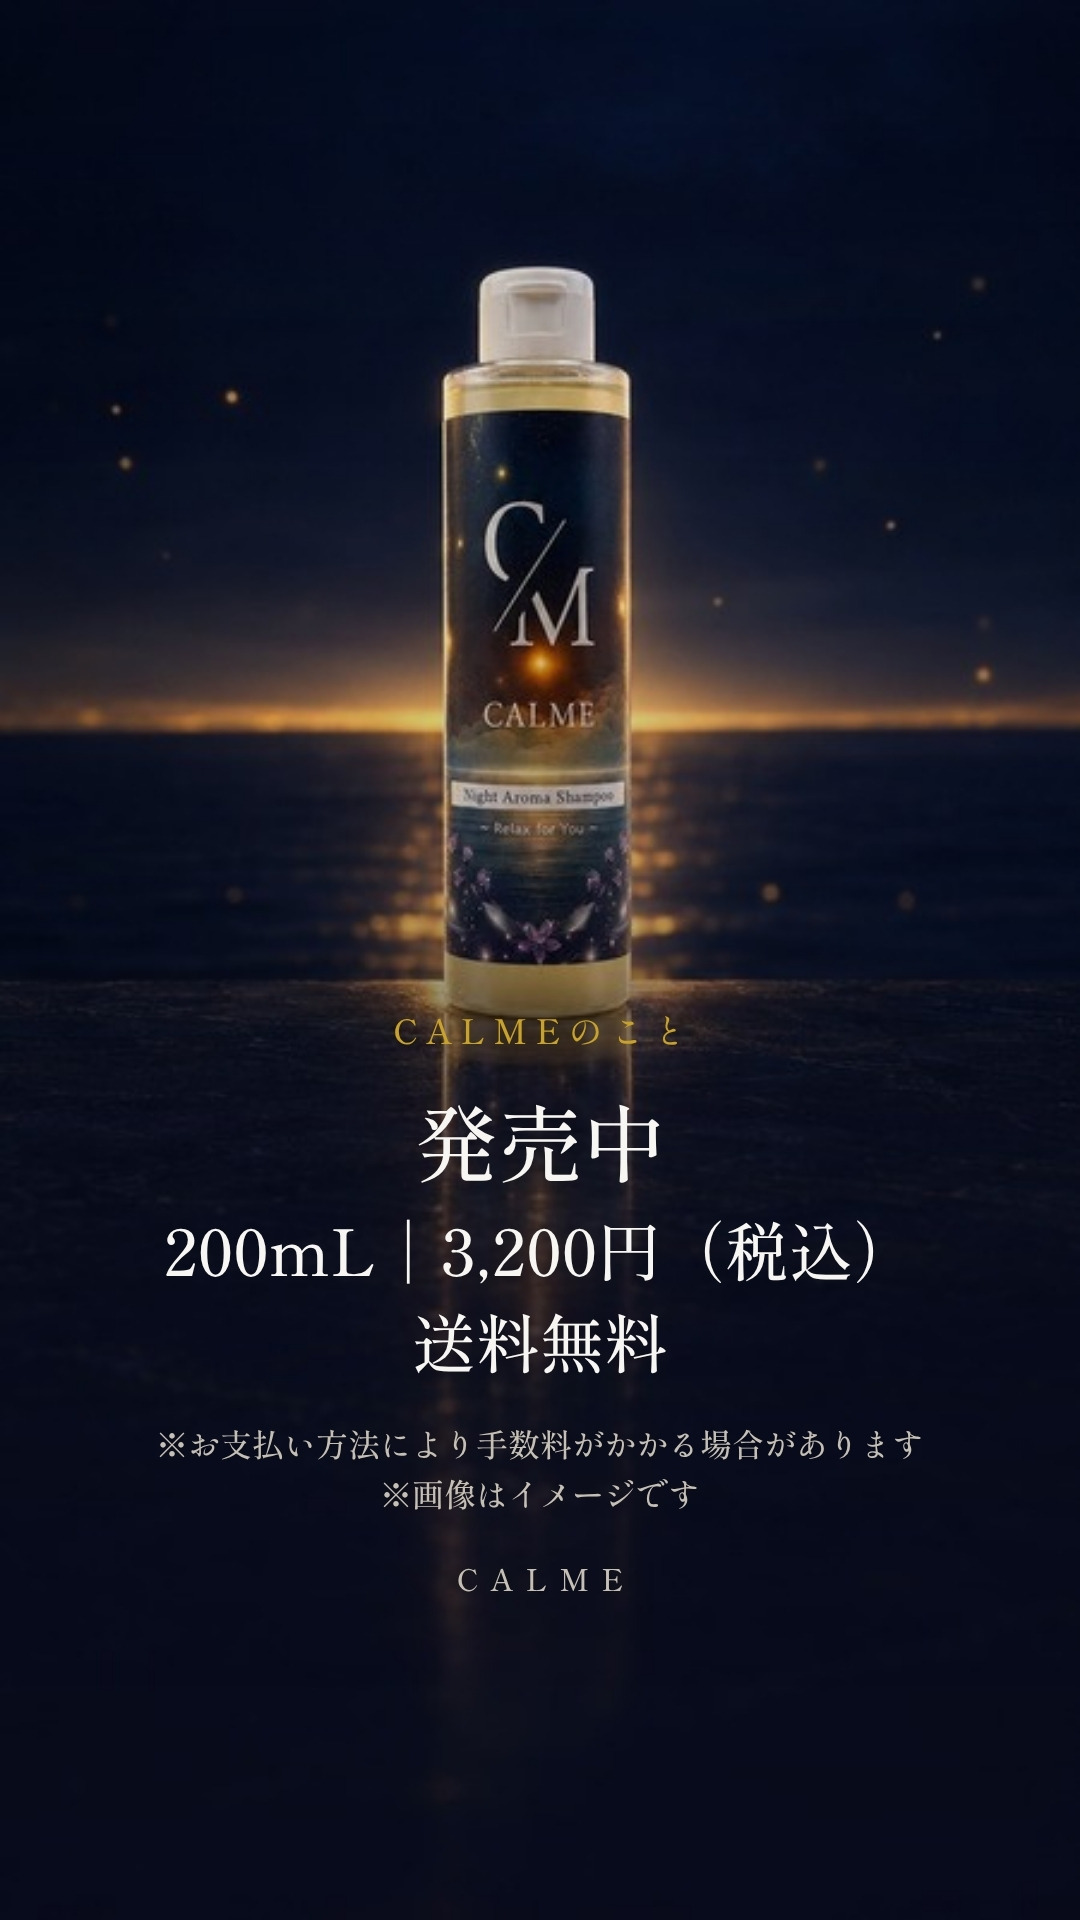 C/M
CALME
Night Aroma Shampoo
~ Relax for You ~
CALMEのこと
発売中
200mL｜3,200円（税込）
送料無料
※お支払い方法により手数料がかかる場合があります
※画像はイメージです
CALME